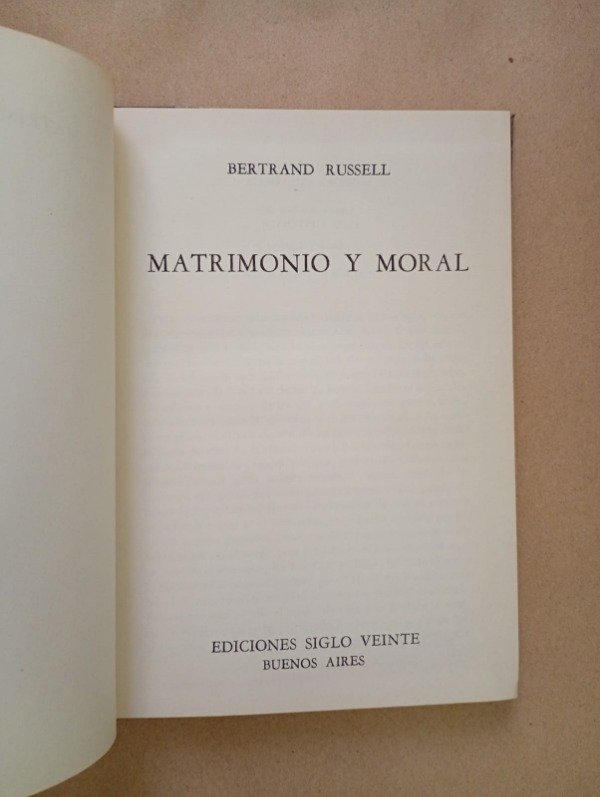 BERTRAND RUSSELL
MATRIMONIO Y MORAL
EDICIONES SIGLO VEINTE
BUENOS AIRES